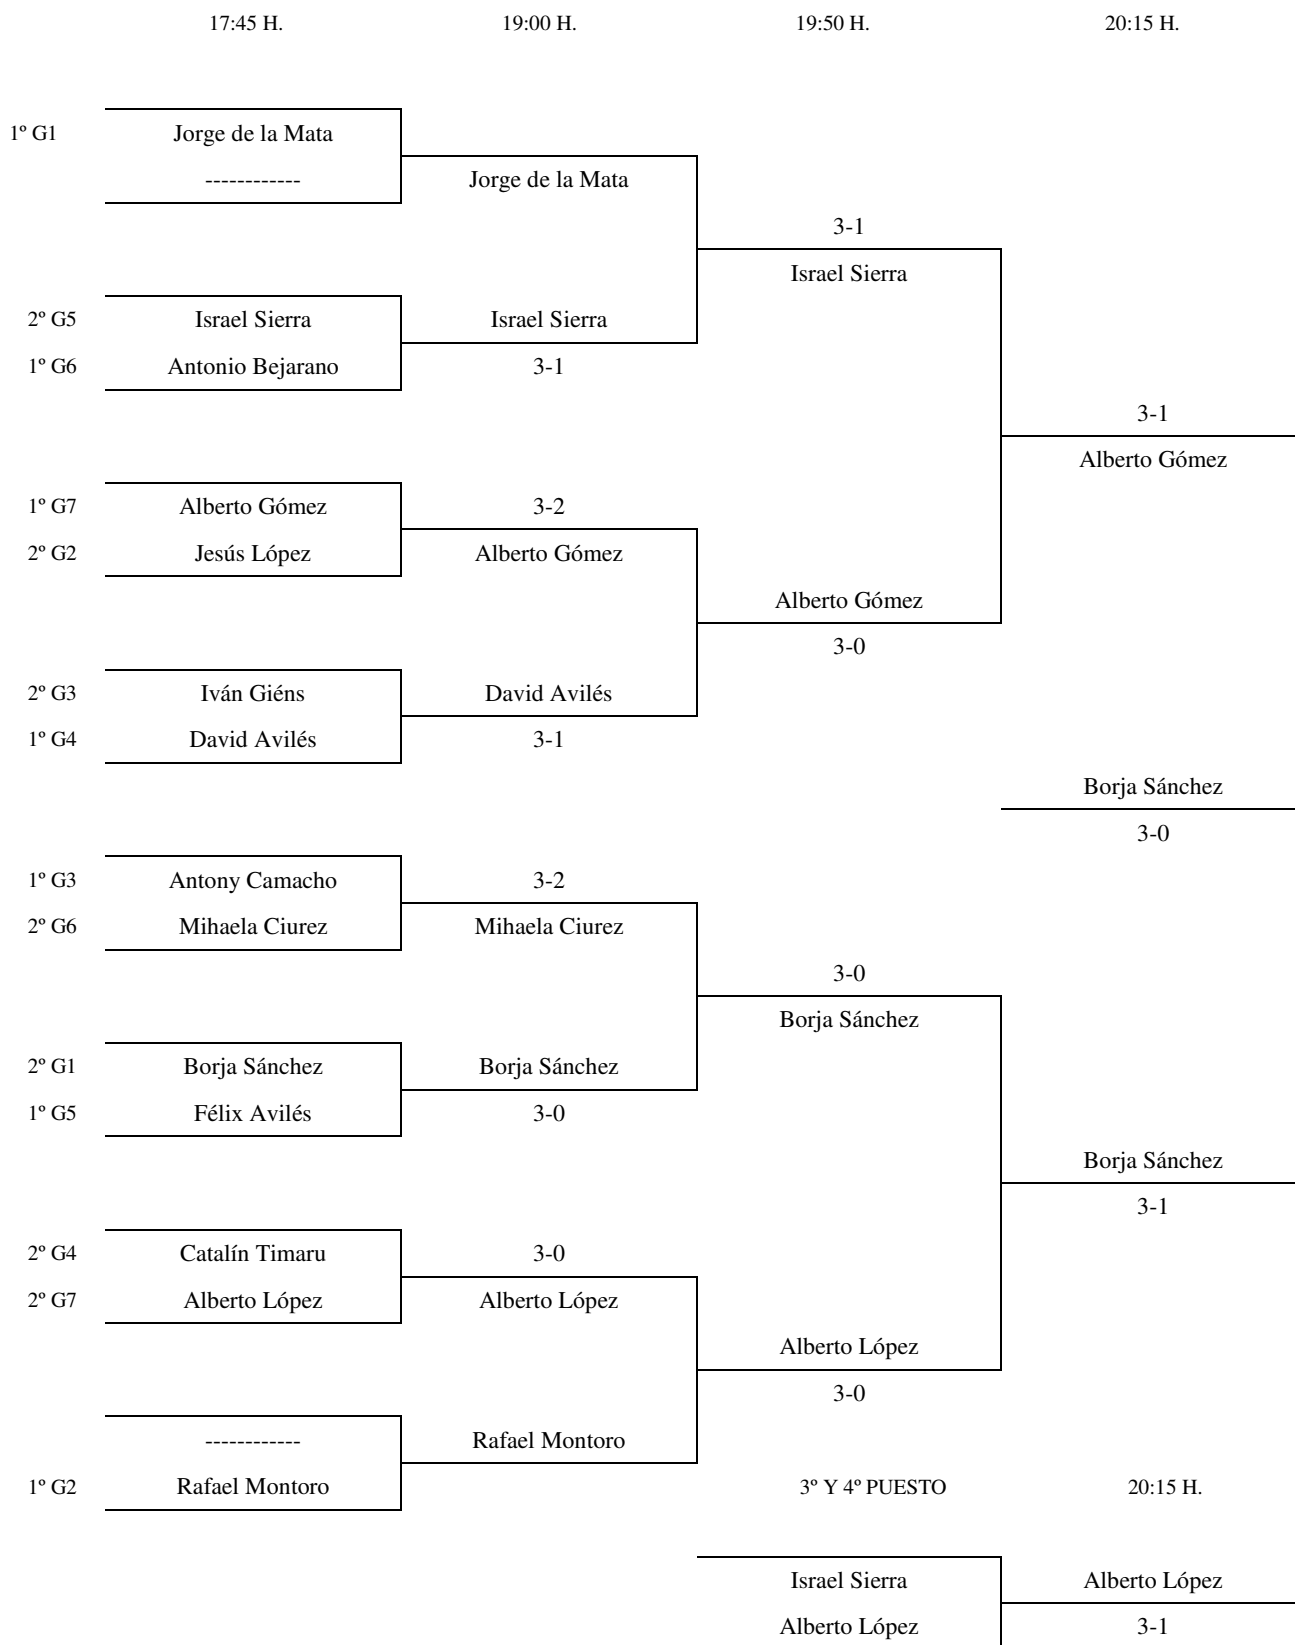 17:45 H. 19:00 H. 19:50 H. 20:15 H.
1º G1 Jorge de la Mata
------------ Jorge de la Mata
3-1
Israel Sierra
2º G5 Israel Sierra Israel Sierra
1º G6 Antonio Bejarano 3-1
3-1
Alberto Gómez
1º G7 Alberto Gómez 3-2
2º G2 Jesús López Alberto Gómez
Alberto Gómez
3-0
2º G3 Iván Giéns David Avilés
1º G4 David Avilés 3-1
Borja Sánchez
3-0
1º G3 Antony Camacho 3-2
2º G6 Mihaela Ciurez Mihaela Ciurez
3-0
Borja Sánchez
2º G1 Borja Sánchez Borja Sánchez
1º G5 Félix Avilés 3-0
Borja Sánchez
3-1
2º G4 Catalín Timaru 3-0
2º G7 Alberto López Alberto López
Alberto López
3-0
------------ Rafael Montoro
1º G2 Rafael Montoro 3º Y 4º PUESTO 20:15 H.
Israel Sierra Alberto López
Alberto López 3-1